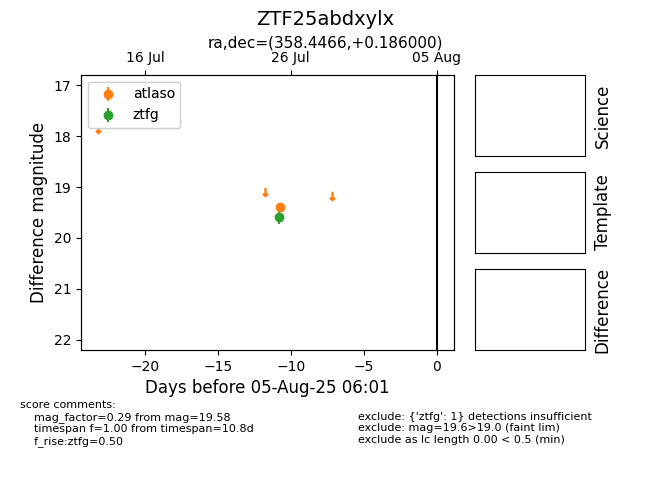 ZTF25abdxylx
ra,dec=(358.4466,+0.186000)
16 Jul 26 Jul 05 Aug
atlaso
ztfg
17
18
19
20
21
22
Difference magnitude
−20 −15 −10 −5 0
Days before 05-Aug-25 06:01
Science
Template
Difference
score comments:
mag_factor=0.29 from mag=19.58
timespan f=1.00 from timespan=10.8d
f_rise:ztfg=0.50
exclude: {'ztfg': 1} detections insufficient
exclude: mag=19.6>19.0 (faint lim)
exclude as lc length 0.00 < 0.5 (min)